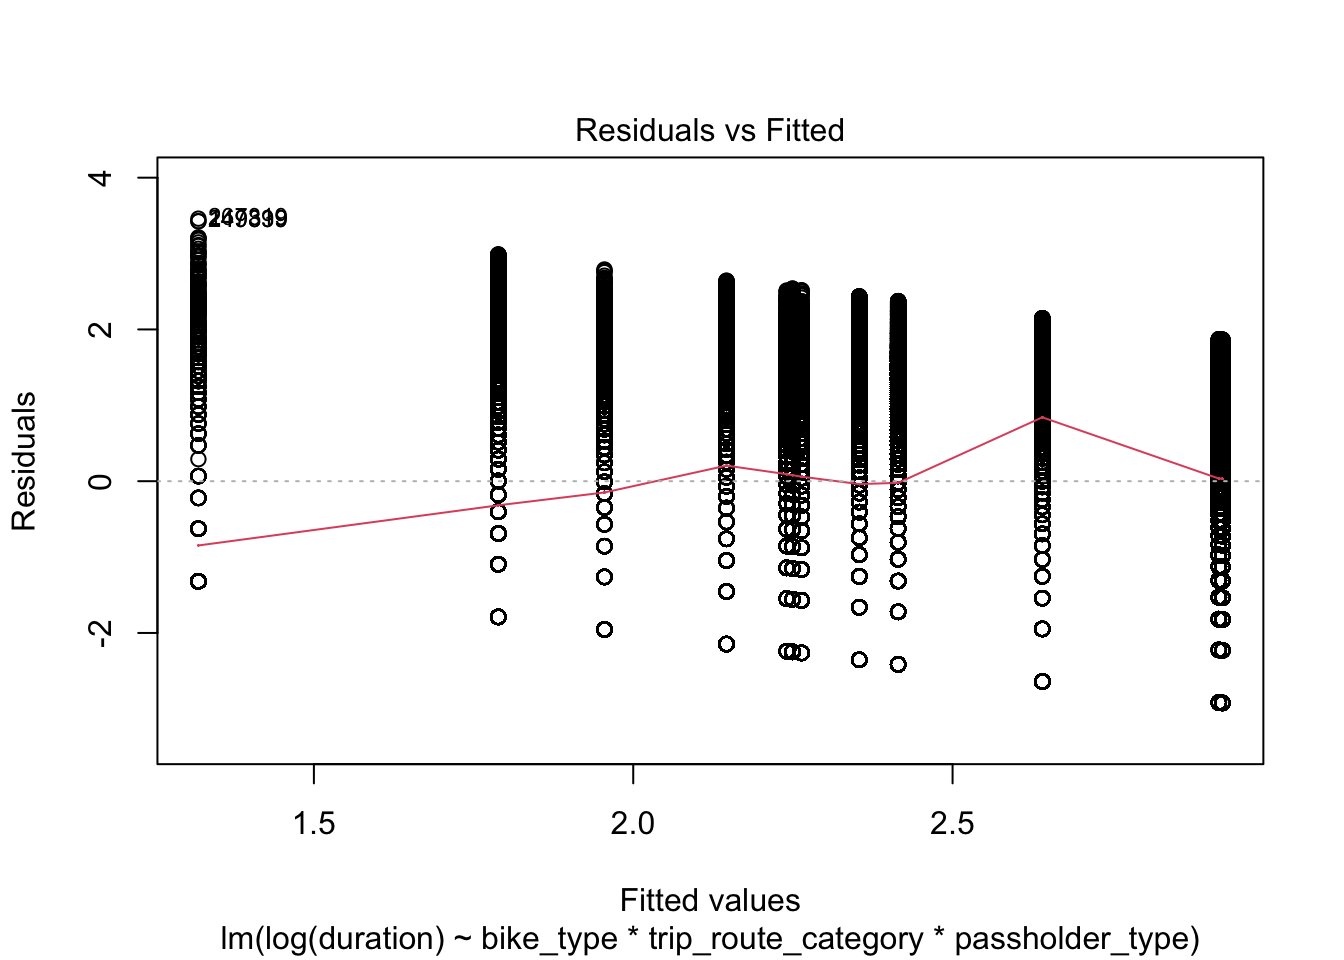 Residuals vs Fitted
4
2
0
-2
Residuals
1.5 2.0 2.5
Fitted values
lm(log(duration) ~ bike_type * trip_route_category * passholder_type)